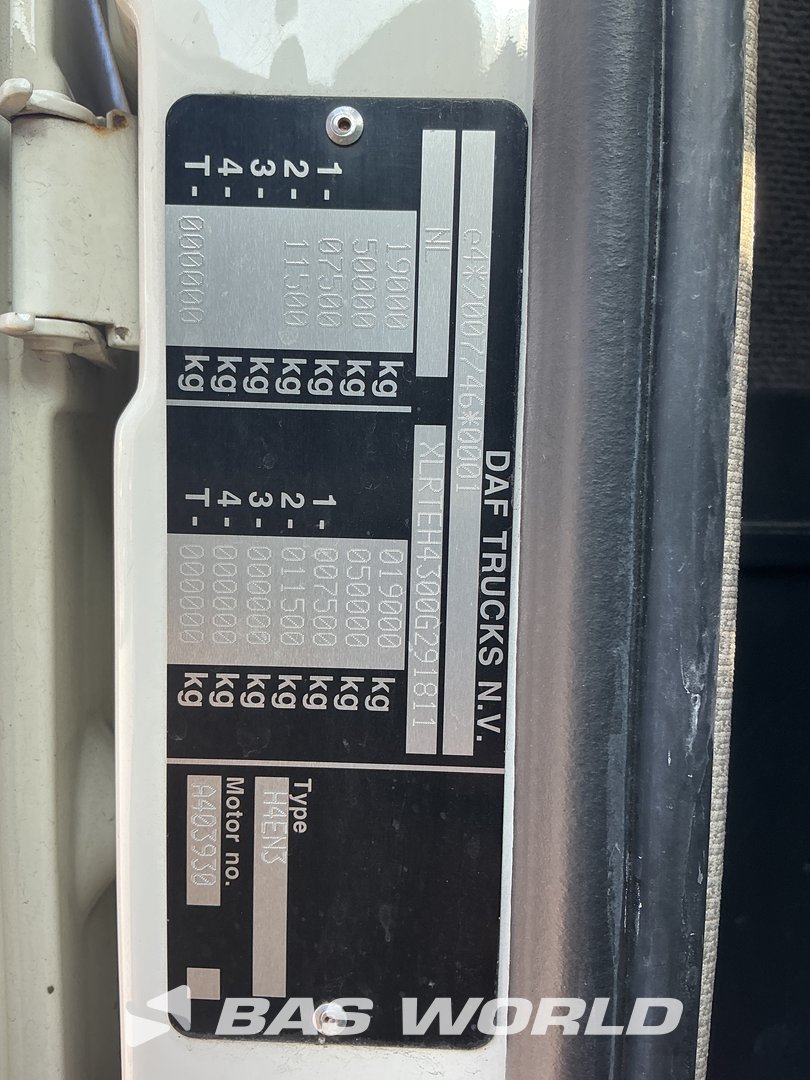 DAF TRUCKS N.V.
e4*2007/46*0001
NL XLRTEH4300G291811
19000 kg 019000 kg
50000 kg 050000 kg
1- 07500 kg 1- 007500 kg
2- 11500 kg 2- 011500 kg
3- kg 3- 000000 kg
4- kg 4- 000000 kg
T- 000000 kg T- 000000 kg
Type
H4EN3
Motor no.
A403930
BAS WORLD